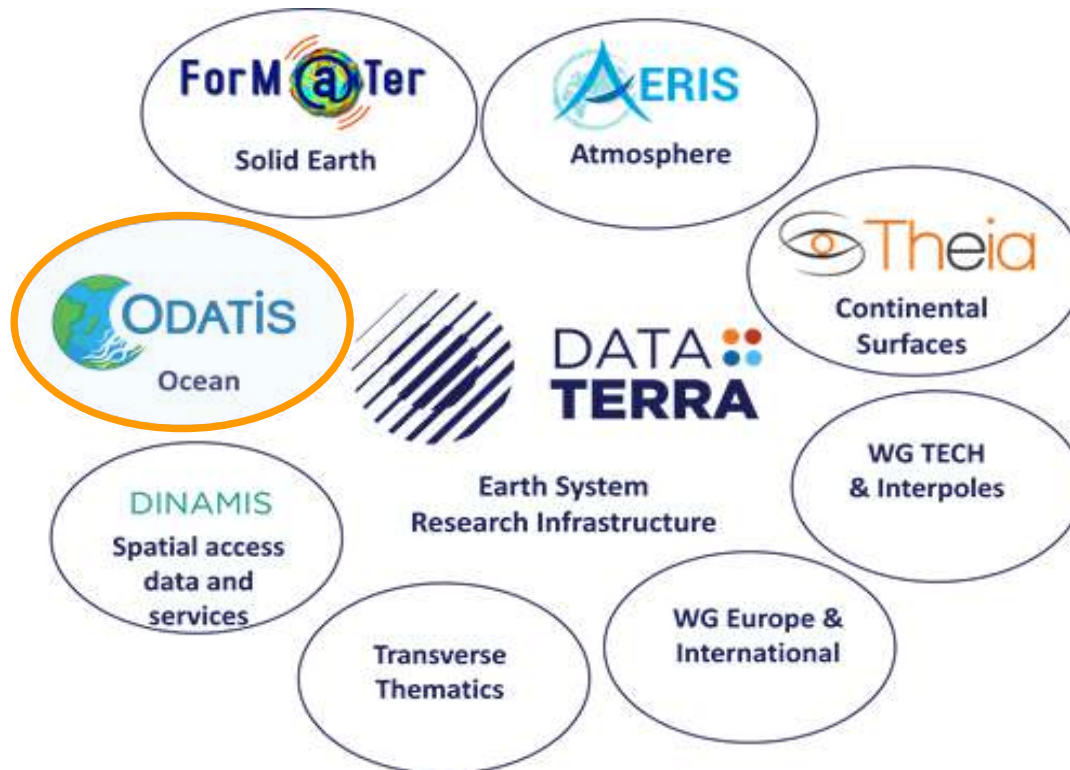 ForM@Ter
Solid Earth
AERIS
Atmosphere
Theia
Continental
Surfaces
ODATIS
Ocean
DATA
TERRA
Earth System
Research Infrastructure
WG TECH
& Interpoles
DINAMIS
Spatial access
data and
services
WG Europe &
International
Transverse
Thematics